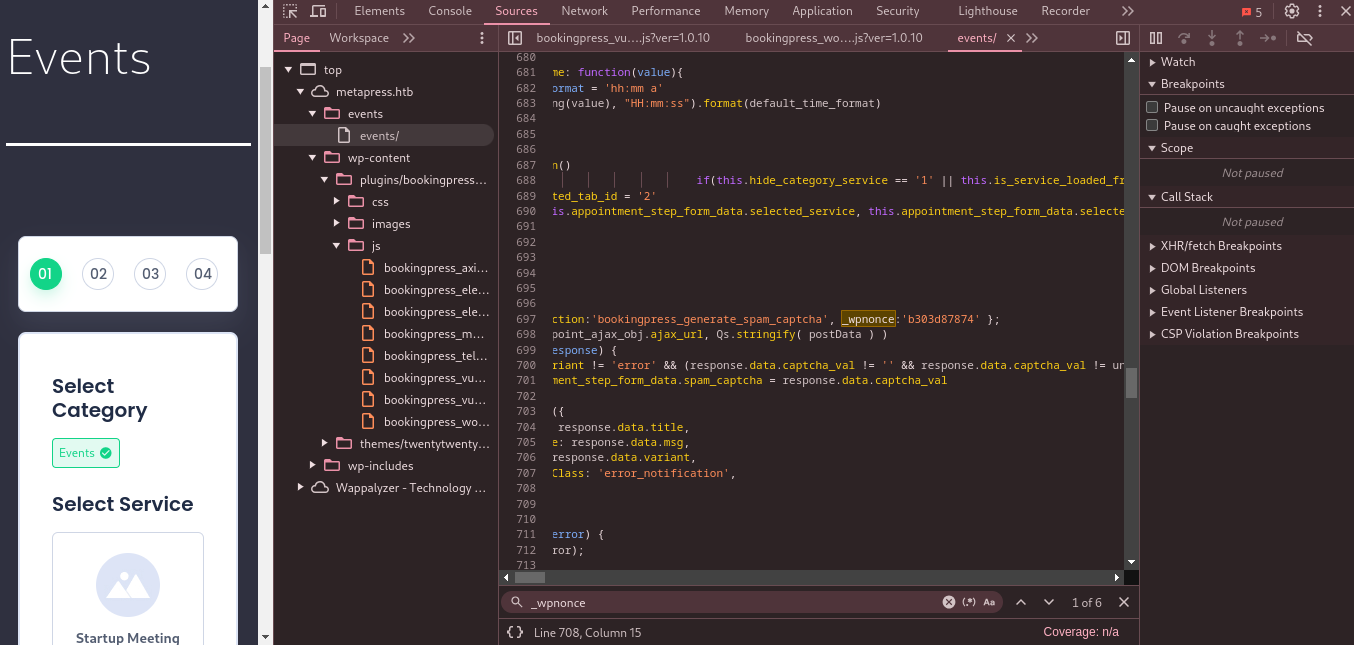 Events
01
02
03
04
Select
Category
Events
Select Service
Startup Meeting
Elements
Console
Sources
Network
Performance
Memory
Application
Security
Lighthouse
Recorder
5
Page
Workspace
bookingpress_vu....js?ver=1.0.10
bookingpress_wo....js?ver=1.0.10
events/
top
metapress.htb
events
events/
wp-content
plugins/bookingpress...
css
images
js
bookingpress_axi...
bookingpress_ele...
bookingpress_ele...
bookingpress_m...
bookingpress_tel...
bookingpress_vu...
bookingpress_vu...
bookingpress_wo...
themes/twentytwenty...
wp-includes
Wappalyzer - Technology ...
680
681 me: function(value){
682 ormat = 'hh:mm a'
683 ng(value), "HH:mm:ss").format(default_time_format)
684
685
686
687 n()
688 if(this.hide_category_service == '1' || this.is_service_loaded_fr
689 ted_tab_id = '2'
690 is.appointment_step_form_data.selected_service, this.appointment_step_form_data.selecte
691
692
693
694
695
696
697 ction:'bookingpress_generate_spam_captcha', _wpnonce:'b303d87874' };
698 point_ajax_obj.ajax_url, Qs.stringify( postData ) )
699 esponse) {
700 riant != 'error' && (response.data.captcha_val != '' && response.data.captcha_val != un
701 ment_step_form_data.spam_captcha = response.data.captcha_val
702
703 ({
704 response.data.title,
705 e: response.data.msg,
706 response.data.variant,
707 Class: 'error_notification',
708
709
710
711 error) {
712 ror);
713
_wpnonce
(.*)
Aa
1 of 6
{}
Line 708, Column 15
Coverage: n/a
Watch
Breakpoints
Pause on uncaught exceptions
Pause on caught exceptions
Scope
Not paused
Call Stack
Not paused
XHR/fetch Breakpoints
DOM Breakpoints
Global Listeners
Event Listener Breakpoints
CSP Violation Breakpoints